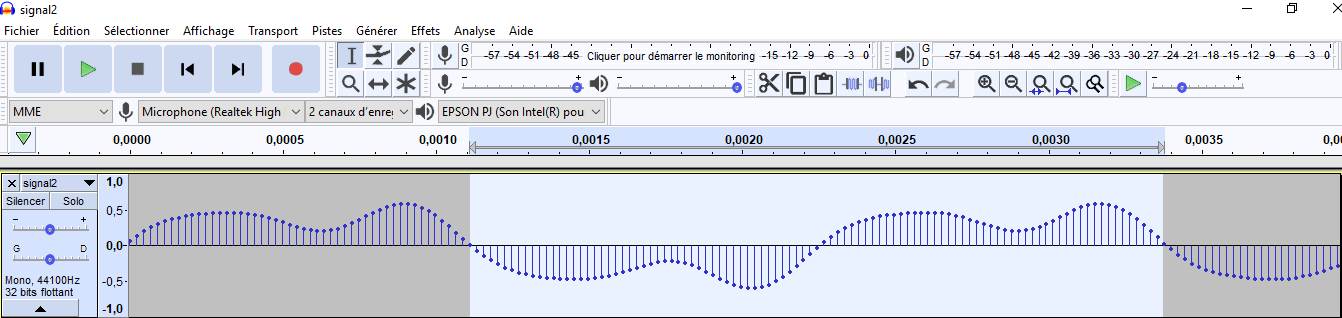 signal2
Fichier Édition Sélectionner Affichage Transport Pistes Générer Effets Analyse Aide
G
D
-57 -54 -51 -48 -45 Cliquer pour démarrer le monitoring -15 -12 -9 -6 -3 0
G
D
-57 -54 -51 -48 -45 -42 -39 -36 -33 -30 -27 -24 -21 -18 -15 -12 -9 -6 -3 0
- +
- +
- +
MME
Microphone (Realtek High
2 canaux d'enre
EPSON PJ (Son Intel(R) pou
0,0000 0,0005 0,0010 0,0015 0,0020 0,0025 0,0030 0,0035
signal2
Silencer Solo
- +
G D
Mono, 44100Hz
32 bits flottant
1,0
0,5-
0,0-
-0,5-
-1,0